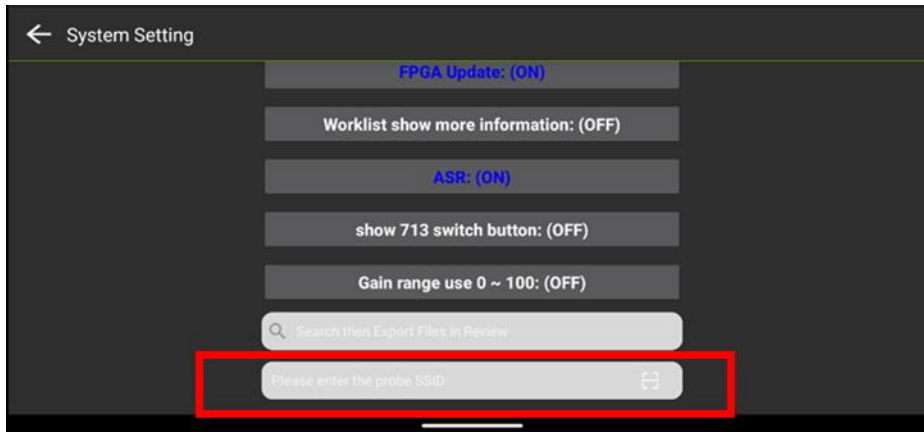 System Setting
FPGA Update: (ON)
Worklist show more information: (OFF)
ASR: (ON)
show 713 switch button: (OFF)
Gain range use 0 ~ 100: (OFF)
Search then Export Files in Review
Please enter the probe SSID